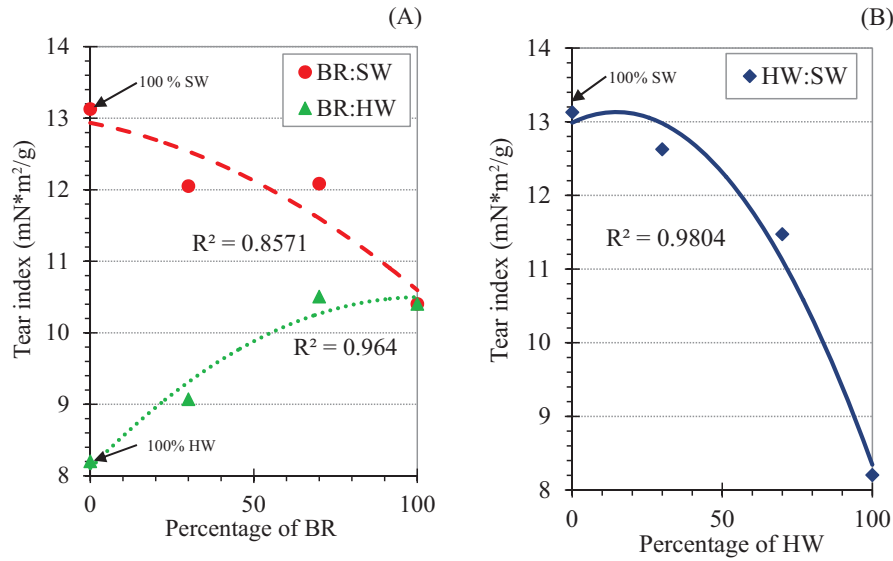 (A)
14
13
12
11
10
9
8
0
50
100
Tear index (mN*m²/g)
Percentage of BR
100 % SW
BR:SW
BR:HW
R² = 0.8571
R² = 0.964
100% HW
(B)
14
13
12
11
10
9
8
0
50
100
Tear index (mN*m²/g)
Percentage of HW
100% SW
HW:SW
R² = 0.9804